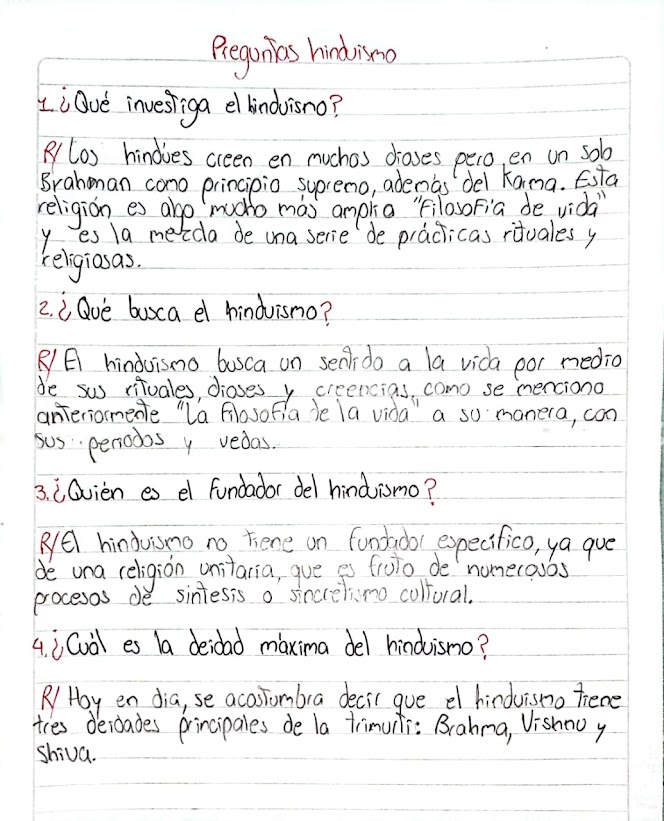 Preguntas hinduismo
1. ¿Qué investiga el hinduismo?
R/ Los hindúes creen en muchos dioses pero en un solo
Brahman como principio supremo, además del Karma. Esta
religión es algo mucho más amplia "Filosofía de vida"
y es la mezcla de una serie de prácticas rituales y
religiosas.
2. ¿Qué busca el hinduismo?
R/ El hinduismo busca un sentido a la vida por medio
de sus rituales, dioses y creencias, como se menciono
anteriormente "La filosofía de la vida" a su manera, con
sus periodos y vedas.
3. ¿Quién es el fundador del hinduismo?
R/ El hinduismo no tiene un fundador específico, ya que
de una religión unitaria, que es fruto de numerosos
procesos de síntesis o sincretismo cultural.
4. ¿Cuál es la deidad máxima del hinduismo?
R/ Hoy en dia, se acostumbra decir que el hinduismo tiene
tres deidades principales de la trimurti: Brahma, Vishnu y
Shiva.